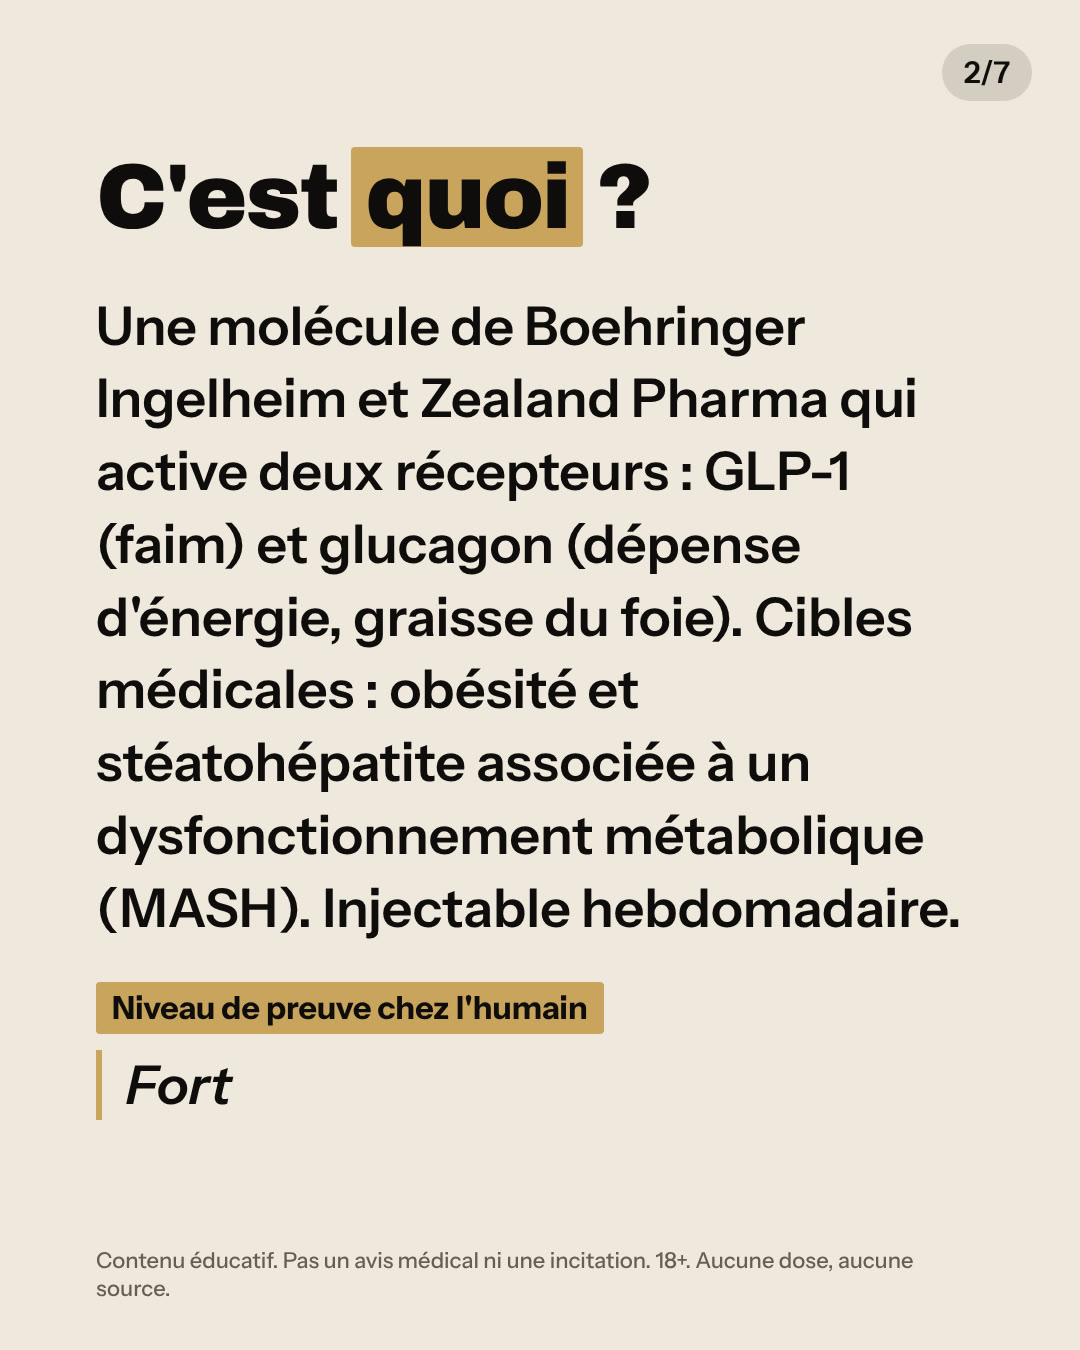 2/7
C'est quoi ?
Une molécule de Boehringer
Ingelheim et Zealand Pharma qui
active deux récepteurs : GLP-1
(faim) et glucagon (dépense
d'énergie, graisse du foie). Cibles
médicales : obésité et
stéatohépatite associée à un
dysfonctionnement métabolique
(MASH). Injectable hebdomadaire.
Niveau de preuve chez l'humain
Fort
Contenu éducatif. Pas un avis médical ni une incitation. 18+. Aucune dose, aucune
source.